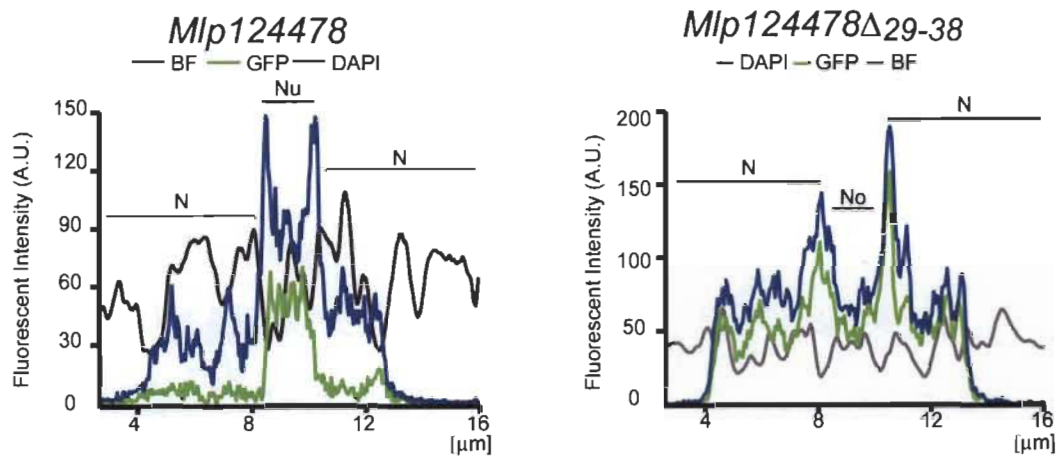 Mlp124478
BF GFP DAPI
Nu
N
N
150
120
90
60
30
0
Fluorescent Intensity (A.U.)
4 8 12 16
[µm]
Mlp124478Δ29-38
DAPI GFP BF
N
N
No
200
150
100
50
0
Fluorescent Intensity (A.U.)
4 8 12 16
[µm]